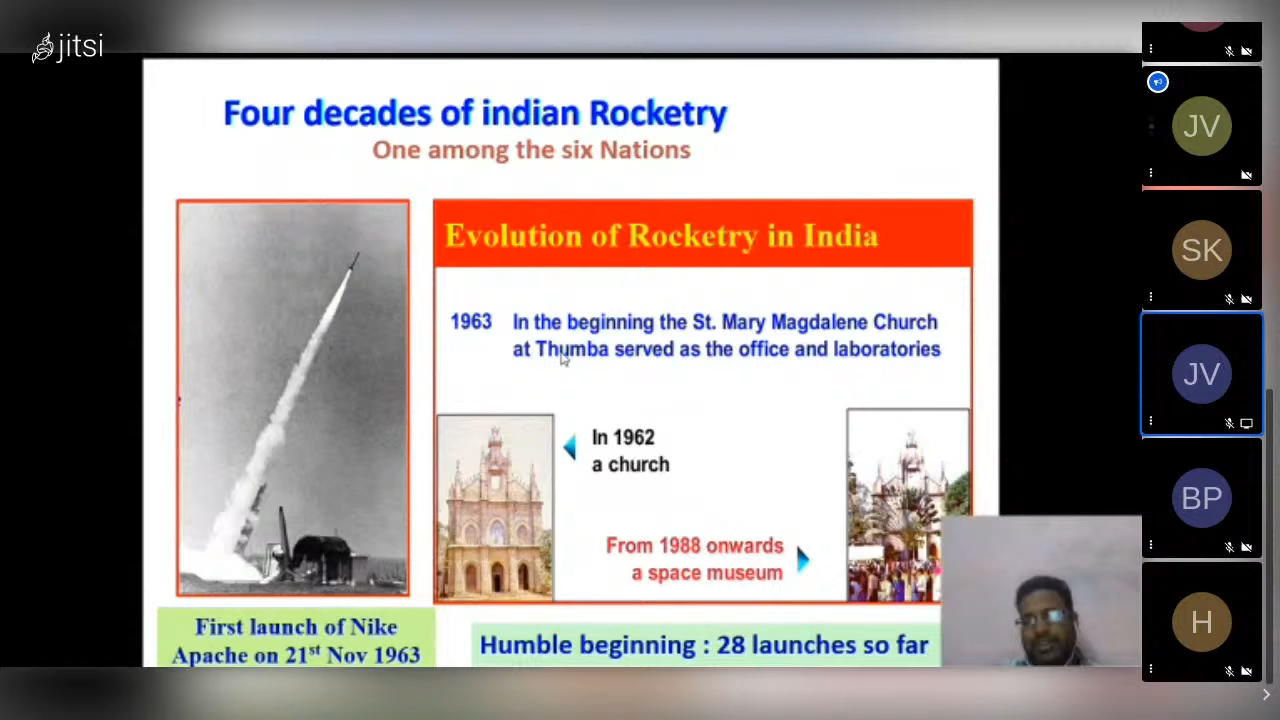 jitsi
Four decades of indian Rocketry
One among the six Nations
Evolution of Rocketry in India
1963 In the beginning the St. Mary Magdalene Church
at Thumba served as the office and laboratories
In 1962
a church
From 1988 onwards
a space museum
First launch of Nike
Apache on 21st Nov 1963
Humble beginning : 28 launches so far
JV
SK
JV
BP
H